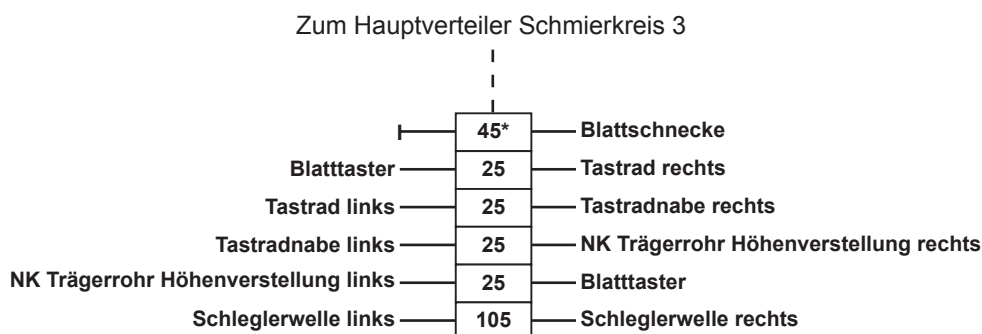 Zum Hauptverteiler Schmierkreis 3
45* Blattschnecke
Blatttaster 25 Tastrad rechts
Tastrad links 25 Tastradnabe rechts
Tastradnabe links 25 NK Trägerrohr Höhenverstellung rechts
NK Trägerrohr Höhenverstellung links 25 Blatttaster
Schleglerwelle links 105 Schleglerwelle rechts